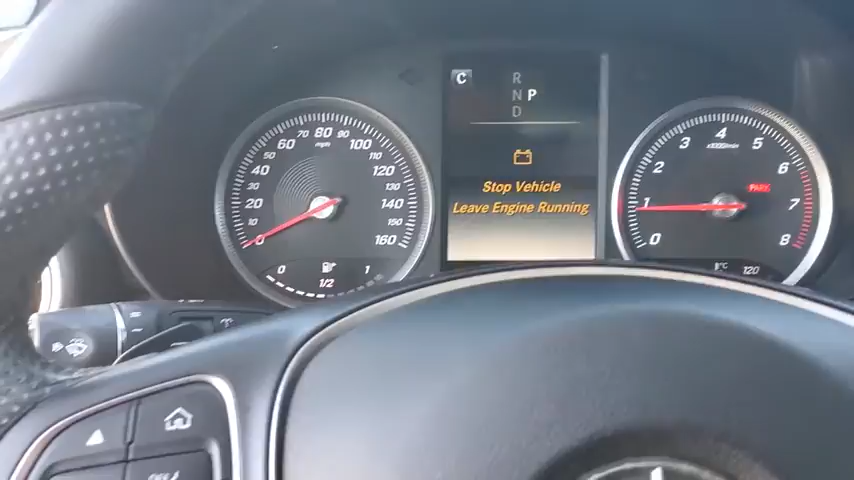 C
R
N P
D
Stop Vehicle
Leave Engine Running
0 10 20 30 40 50 60 70 80 90 100 110 120 130 140 150 160
mph
0 1/2 1
0 1 2 3 4 5 6 7 8
x1000/min
PARK
°C 120